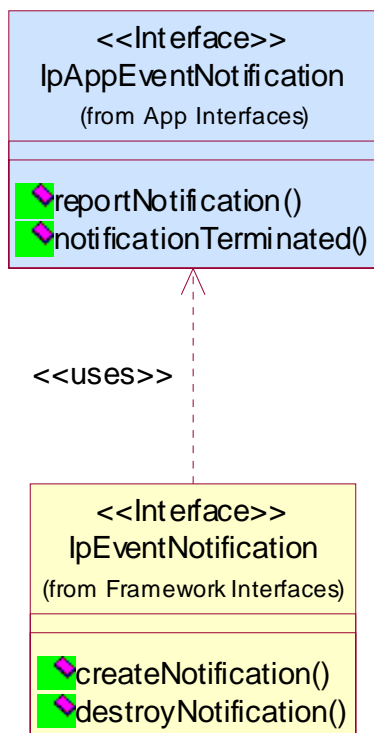 <<Interface>>
IpAppEventNotification
(from App Interfaces)
reportNotification()
notificationTerminated()
<<uses>>
<<Interface>>
IpEventNotification
(from Framework Interfaces)
createNotification()
destroyNotification()